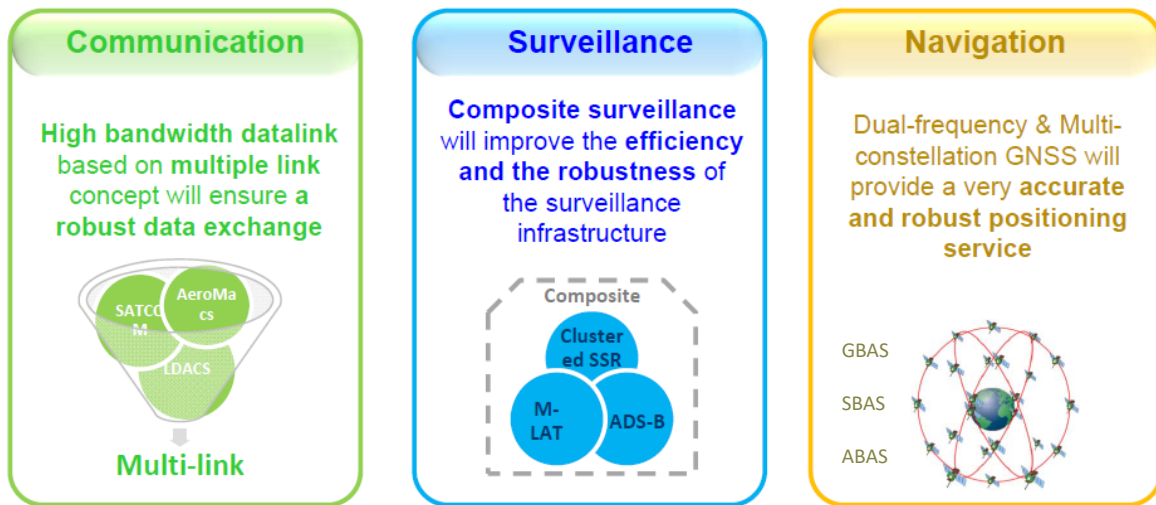 Communication
High bandwidth datalink
based on multiple link
concept will ensure a
robust data exchange
SATCO
M
AeroMa
cs
LDACS
Multi-link
Surveillance
Composite surveillance
will improve the efficiency
and the robustness of
the surveillance
infrastructure
Composite
Cluster
ed SSR
M-
LAT
ADS-B
Navigation
Dual-frequency & Multi-
constellation GNSS will
provide a very accurate
and robust positioning
service
GBAS
SBAS
ABAS